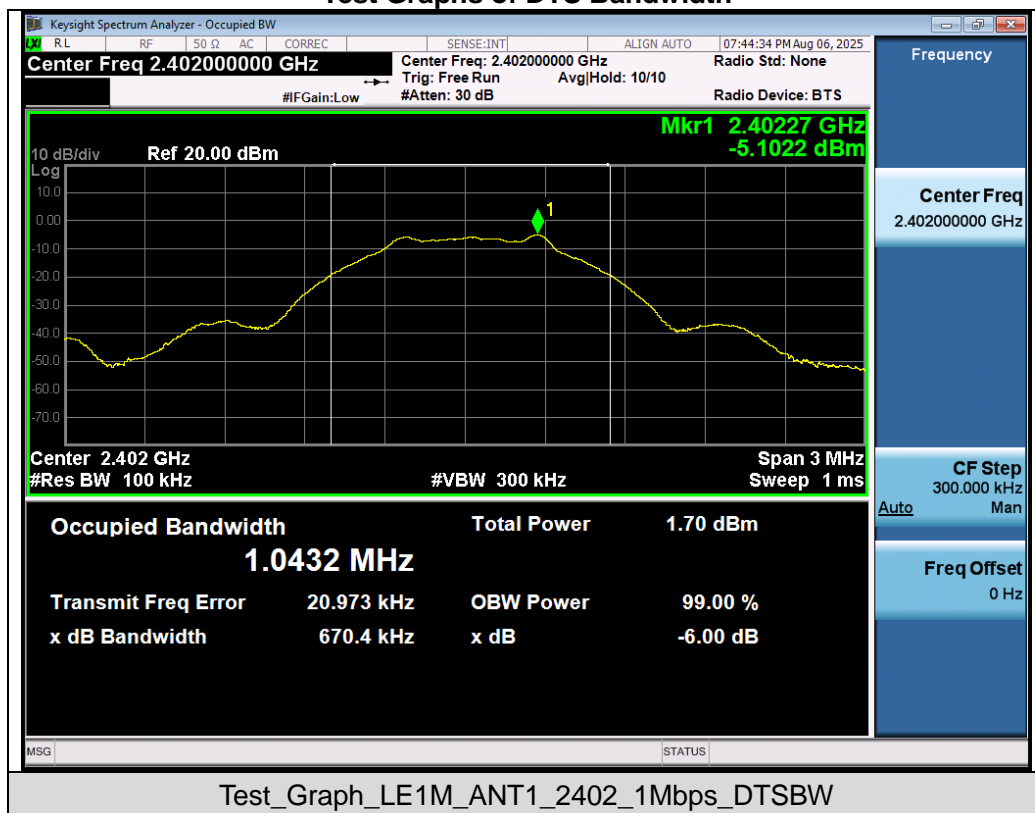 Test Graphs of DTS Bandwidth
Keysight Spectrum Analyzer - Occupied BW
LXI RL RF 50 Ω AC CORREC SENSE:INT ALIGN AUTO 07:44:34 PM Aug 06, 2025
Center Freq 2.402000000 GHz
Center Freq: 2.402000000 GHz
Radio Std: None
Trig: Free Run Avg|Hold: 10/10
#IFGain:Low
#Atten: 30 dB
Radio Device: BTS
Mkr1 2.40227 GHz
-5.1022 dBm
10 dB/div Ref 20.00 dBm
Log
10.0
0.00
-10.0
-20.0
-30.0
-40.0
-50.0
-60.0
-70.0
1
Center 2.402 GHz
Span 3 MHz
#Res BW 100 kHz
#VBW 300 kHz
Sweep 1 ms
Occupied Bandwidth
Total Power 1.70 dBm
1.0432 MHz
Transmit Freq Error 20.973 kHz
OBW Power 99.00 %
x dB Bandwidth 670.4 kHz
x dB -6.00 dB
Frequency
Center Freq
2.402000000 GHz
CF Step
300.000 kHz
Auto Man
Freq Offset
0 Hz
MSG
STATUS
Test_Graph_LE1M_ANT1_2402_1Mbps_DTSBW